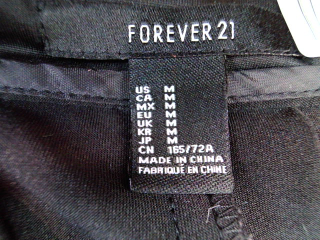 FOREVER 21
US M
CA M
MX M
EU M
UK M
KR M
JP M
CN 165/72A
MADE IN CHINA
FABRIQUÉ EN CHINE